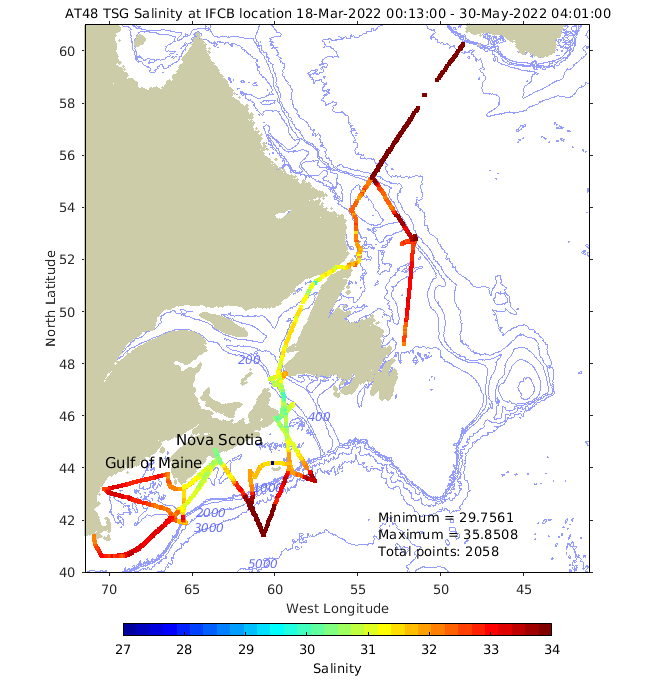 AT48 TSG Salinity at IFCB location 18-Mar-2022 00:13:00 - 30-May-2022 04:01:00
60
58
56
54
52
50
48
46
44
42
40
North Latitude
200
400
Nova Scotia
Gulf of Maine
1000
2000
3000
5000
Minimum = 29.7561
Maximum = 35.8508
Total points: 2058
70 65 60 55 50 45
West Longitude
27 28 29 30 31 32 33 34
Salinity